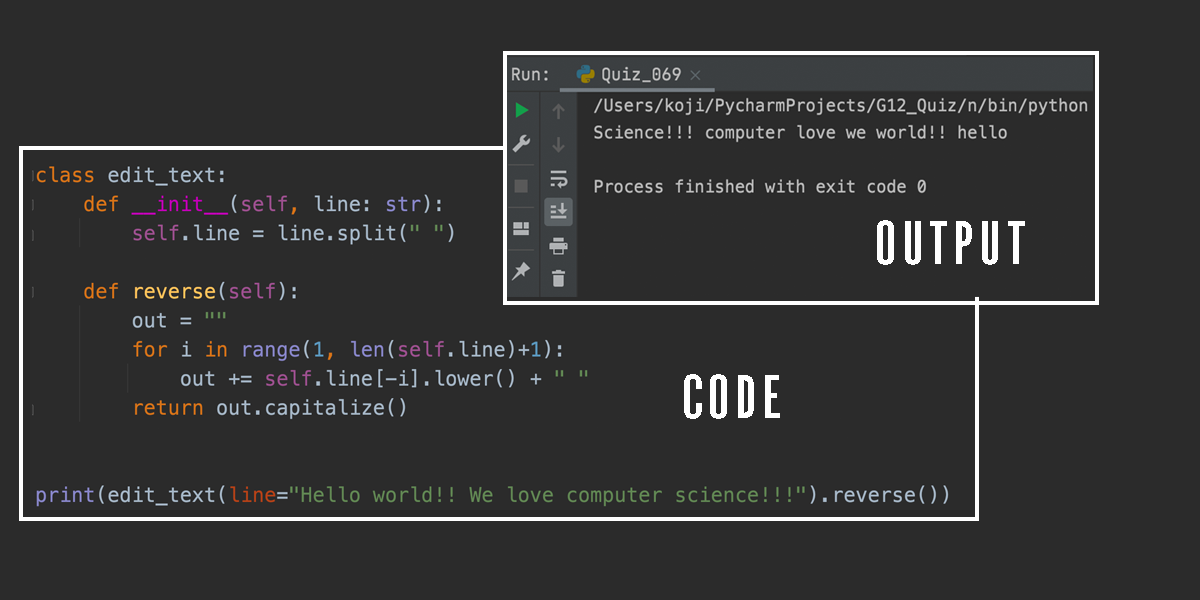 Run: Quiz_069
/Users/koji/PycharmProjects/G12_Quiz/n/bin/python
Science!!! computer love we world!! hello
Process finished with exit code 0
OUTPUT
class edit_text:
    def __init__(self, line: str):
        self.line = line.split(" ")
    def reverse(self):
        out = ""
        for i in range(1, len(self.line)+1):
            out += self.line[-i].lower() + " "
        return out.capitalize()
CODE
print(edit_text(line="Hello world!! We love computer science!!!").reverse())